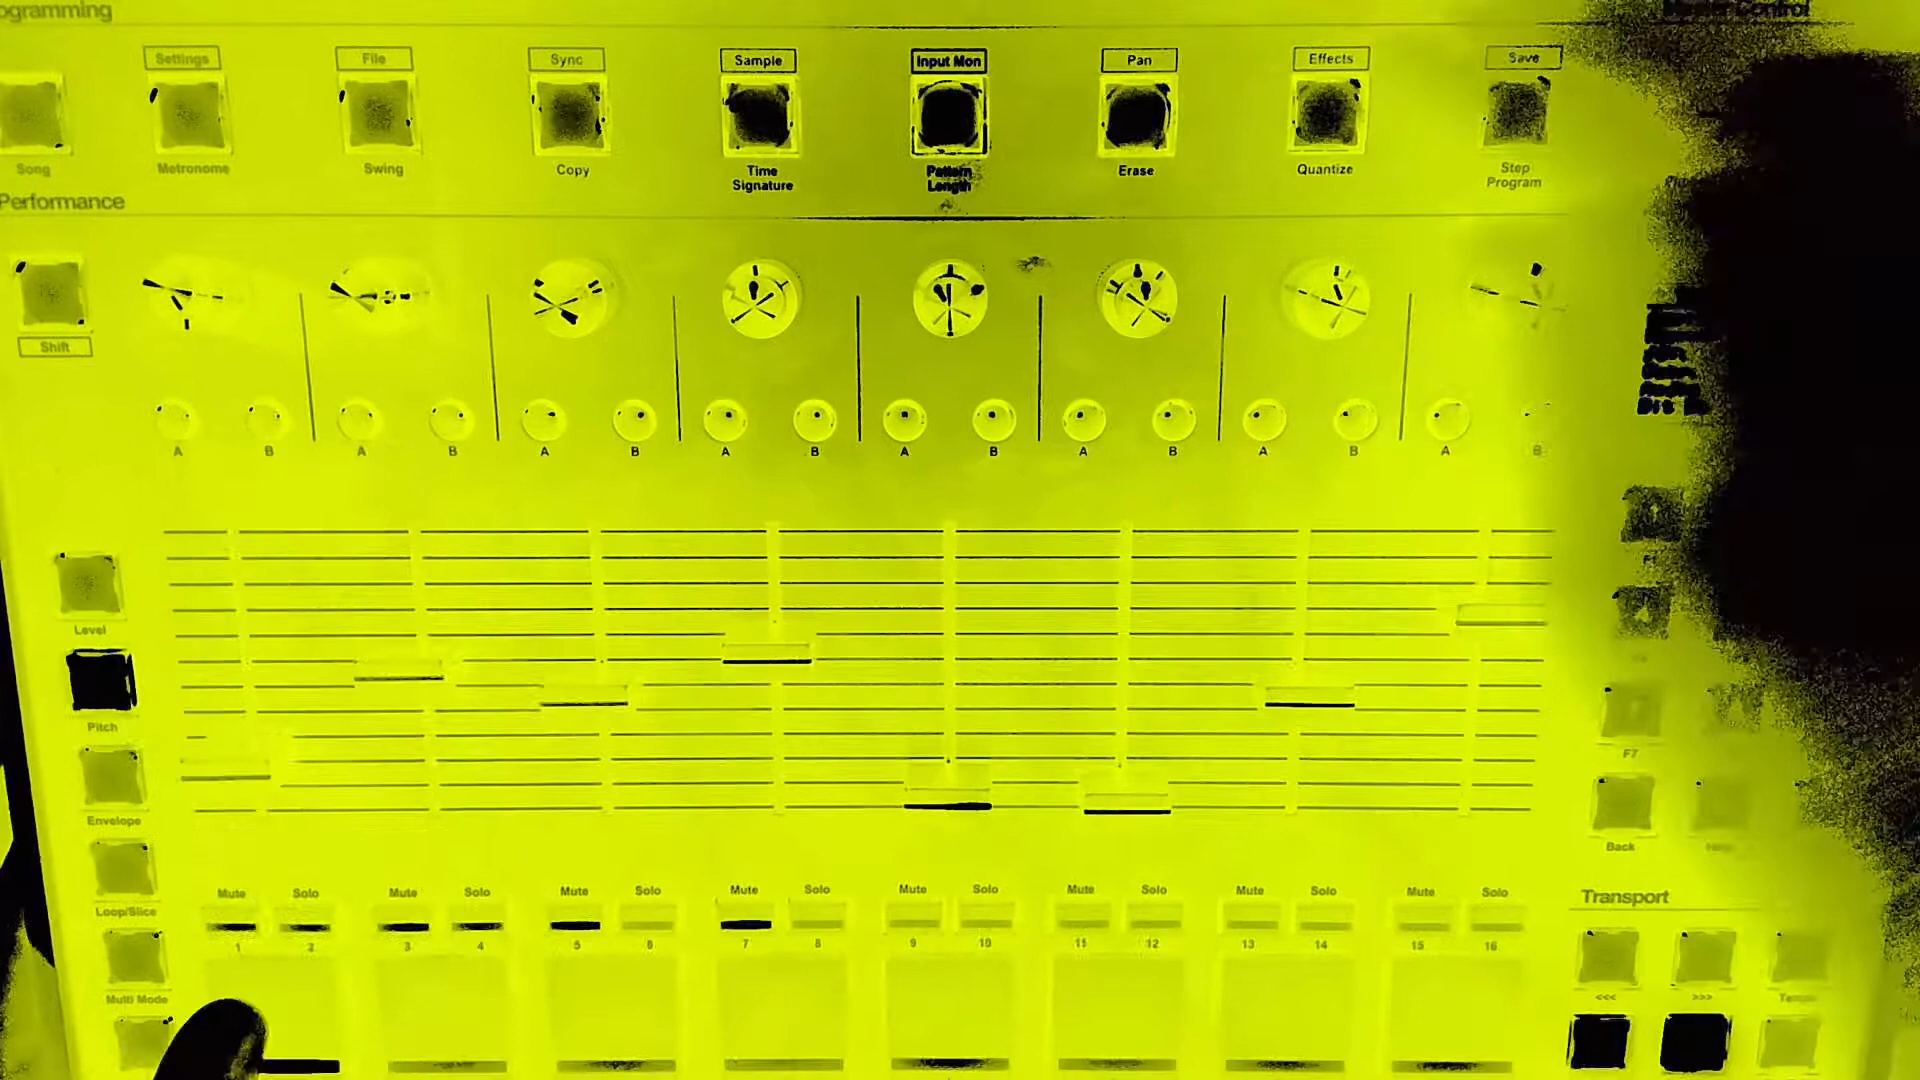 ogramming
Control
Settings File Sync Sample Input Mon Pan Effects Save
Song Metronome Swing Copy Time Signature Pattern Length Erase Quantize Step Program
Performance
Shift
A B A B A B A B A B A B A B A B
Level
Pitch
F7
Envelope
Back
Mute Solo Mute Solo Mute Solo Mute Solo Mute Solo Mute Solo Mute Solo Mute Solo
Transport
Loop/Slice
1 2 3 4 5 6 7 8 9 10 11 12 13 14 15 16
Multi Mode
<<< >>>